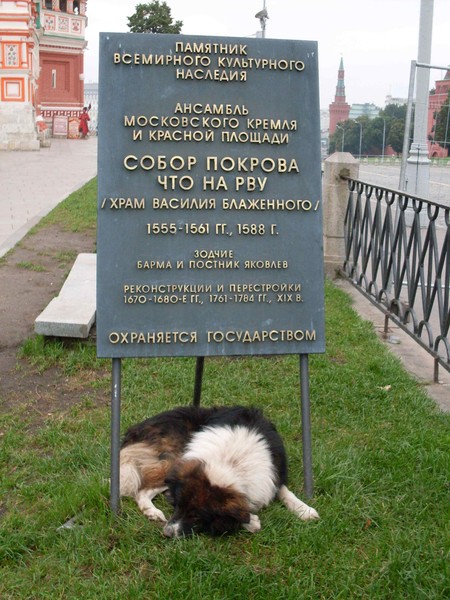 ПАМЯТНИК
ВСЕМИРНОГО КУЛЬТУРНОГО
НАСЛЕДИЯ
АНСАМБЛЬ
МОСКОВСКОГО КРЕМЛЯ
И КРАСНОЙ ПЛОЩАДИ
СОБОР ПОКРОВА
ЧТО НА РВУ
/ХРАМ ВАСИЛИЯ БЛАЖЕННОГО/
1555-1561 ГГ., 1588 Г.
ЗОДЧИЕ
БАРМА И ПОСТНИК ЯКОВЛЕВ
РЕКОНСТРУКЦИИ И ПЕРЕСТРОЙКИ
1670-1680-Е ГГ., 1761-1784 ГГ., XIX В.
ОХРАНЯЕТСЯ ГОСУДАРСТВОМ